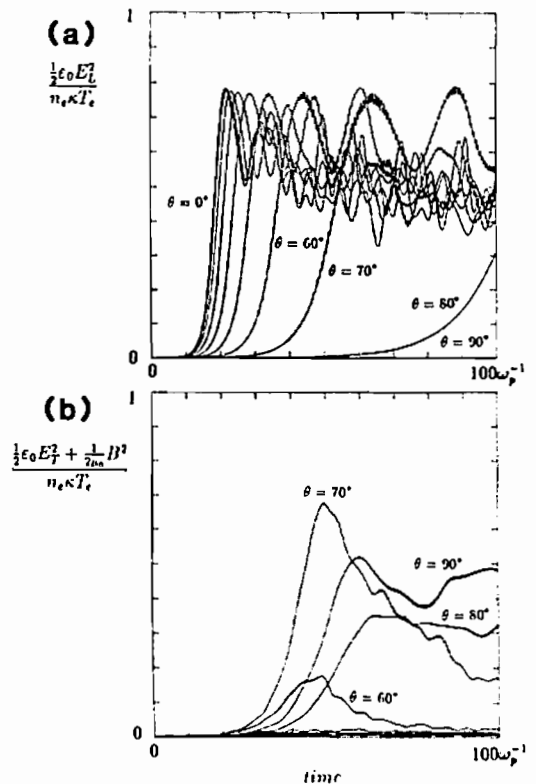 (a)
1
½ε₀E_L²
n_eκT_e
θ = 0°
θ = 60°
θ = 70°
θ = 80°
θ = 90°
0
0
100ω_p⁻¹
(b)
1
½ε₀E_T² + 1/2μ₀ B²
n_eκT_e
θ = 70°
θ = 90°
θ = 80°
θ = 60°
0
0
100ω_p⁻¹
time